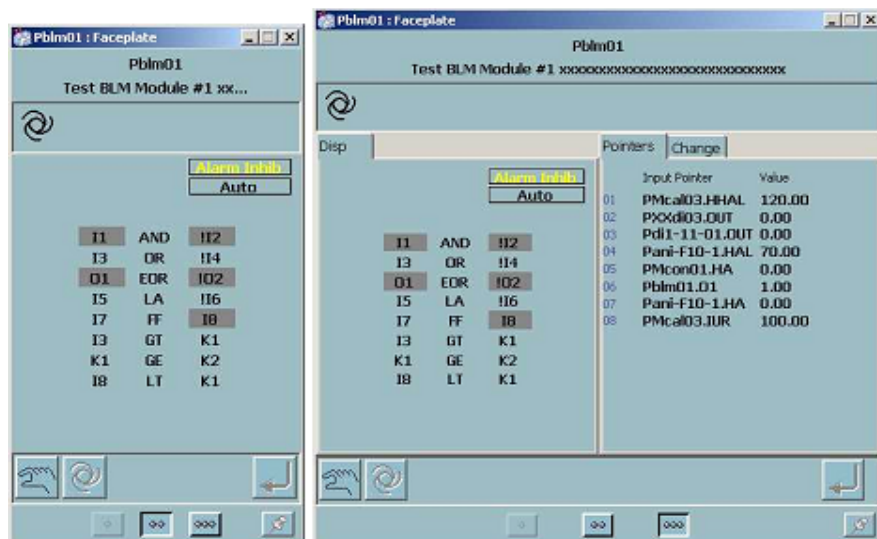 Pblm01 : Faceplate
Pblm01
Test BLM Module #1 xx...
Alarm Inhib
Auto
I1 AND !I2
I3 OR !I4
O1 EOR !O2
I5 LA !I6
I7 FF I8
I3 GT K1
K1 GE K2
I8 LT K1
Pblm01 : Faceplate
Pblm01
Test BLM Module #1 xxxxxxxxxxxxxxxxxxxxxxxxxxxxxx
Disp
Alarm Inhib
Auto
I1 AND !I2
I3 OR !I4
O1 EOR !O2
I5 LA !I6
I7 FF I8
I3 GT K1
K1 GE K2
I8 LT K1
Pointers Change
Input Pointer Value
01 PMcal03.HHAL 120.00
02 PXXdi03.OUT 0.00
03 Pdi1-11-01.OUT 0.00
04 Pani-F10-1.HAL 70.00
05 PMcon01.HA 0.00
06 Pblm01.O1 1.00
07 Pani-F10-1.HA 0.00
08 PMcal03.IUR 100.00